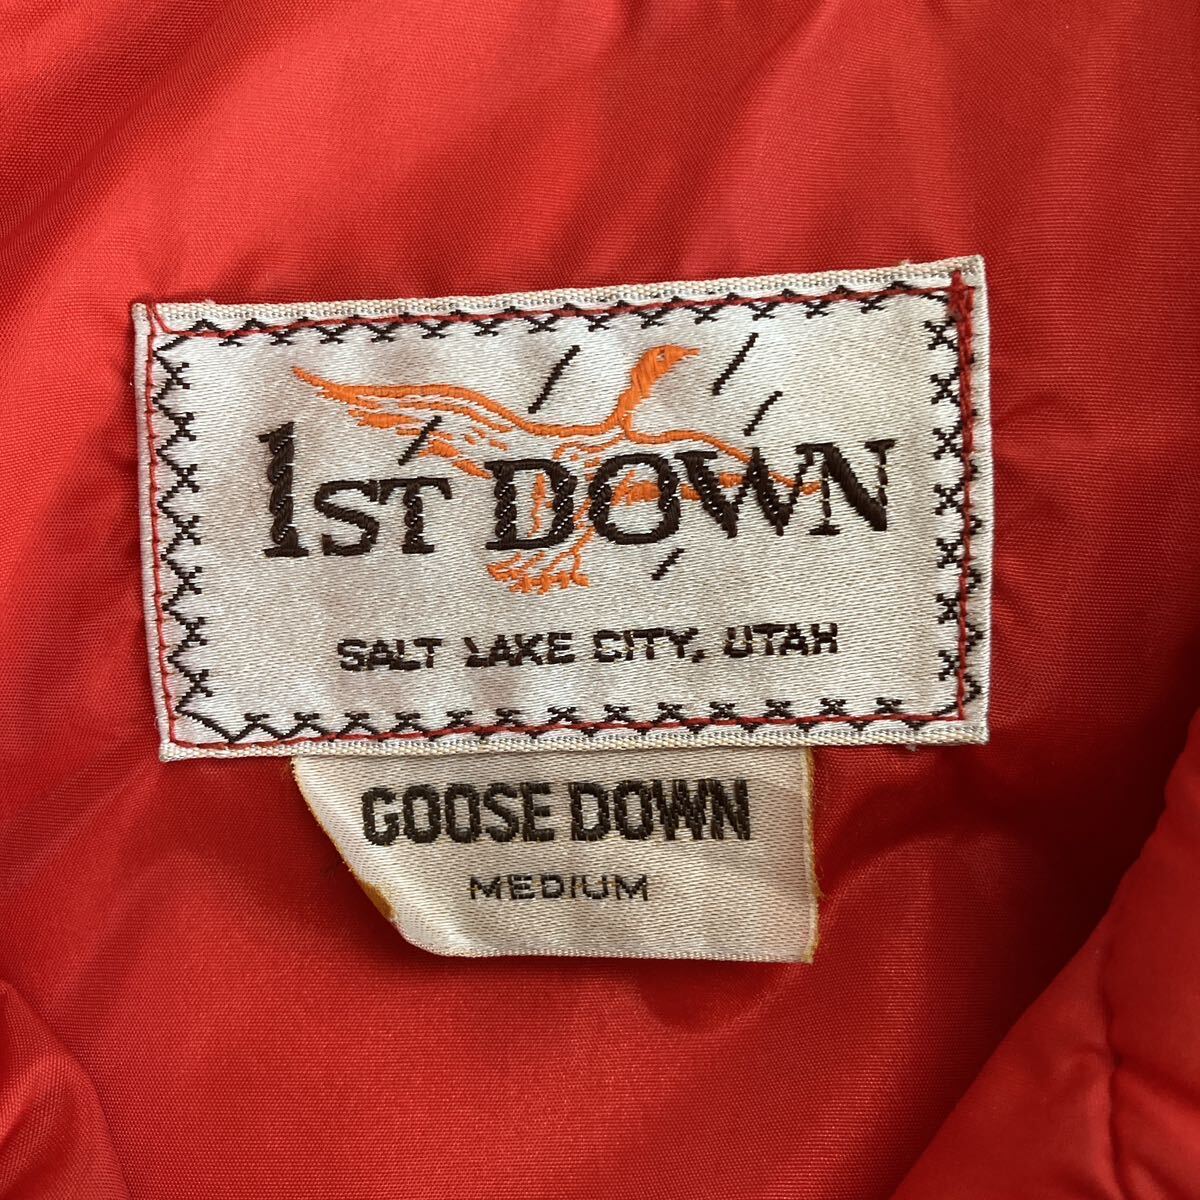 1ST DOWN
SALT LAKE CITY, UTAH
GOOSE DOWN
MEDIUM